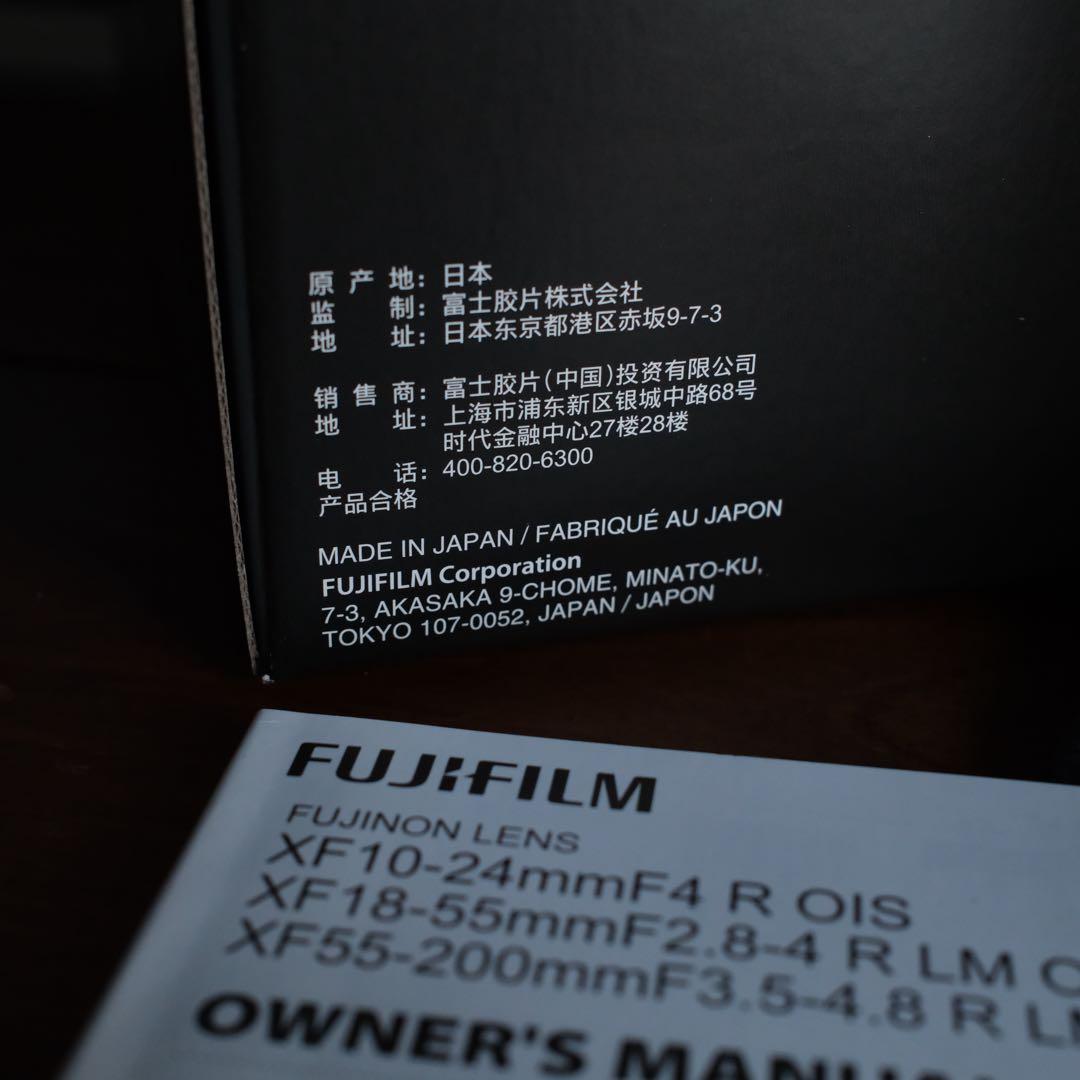 原产地：日本
监制：富士胶片株式会社
地址：日本东京都港区赤坂9-7-3
销售商：富士胶片（中国）投资有限公司
地址：上海市浦东新区银城中路68号
时代金融中心27楼28楼
电话：400-820-6300
产品合格
MADE IN JAPAN / FABRIQUÉ AU JAPON
FUJIFILM Corporation
7-3, AKASAKA 9-CHOME, MINATO-KU,
TOKYO 107-0052, JAPAN / JAPON
FUJIFILM
FUJINON LENS
XF10-24mmF4 R OIS
XF18-55mmF2.8-4 R LM
XF55-200mmF3.5-4.8 R
OWNER'S